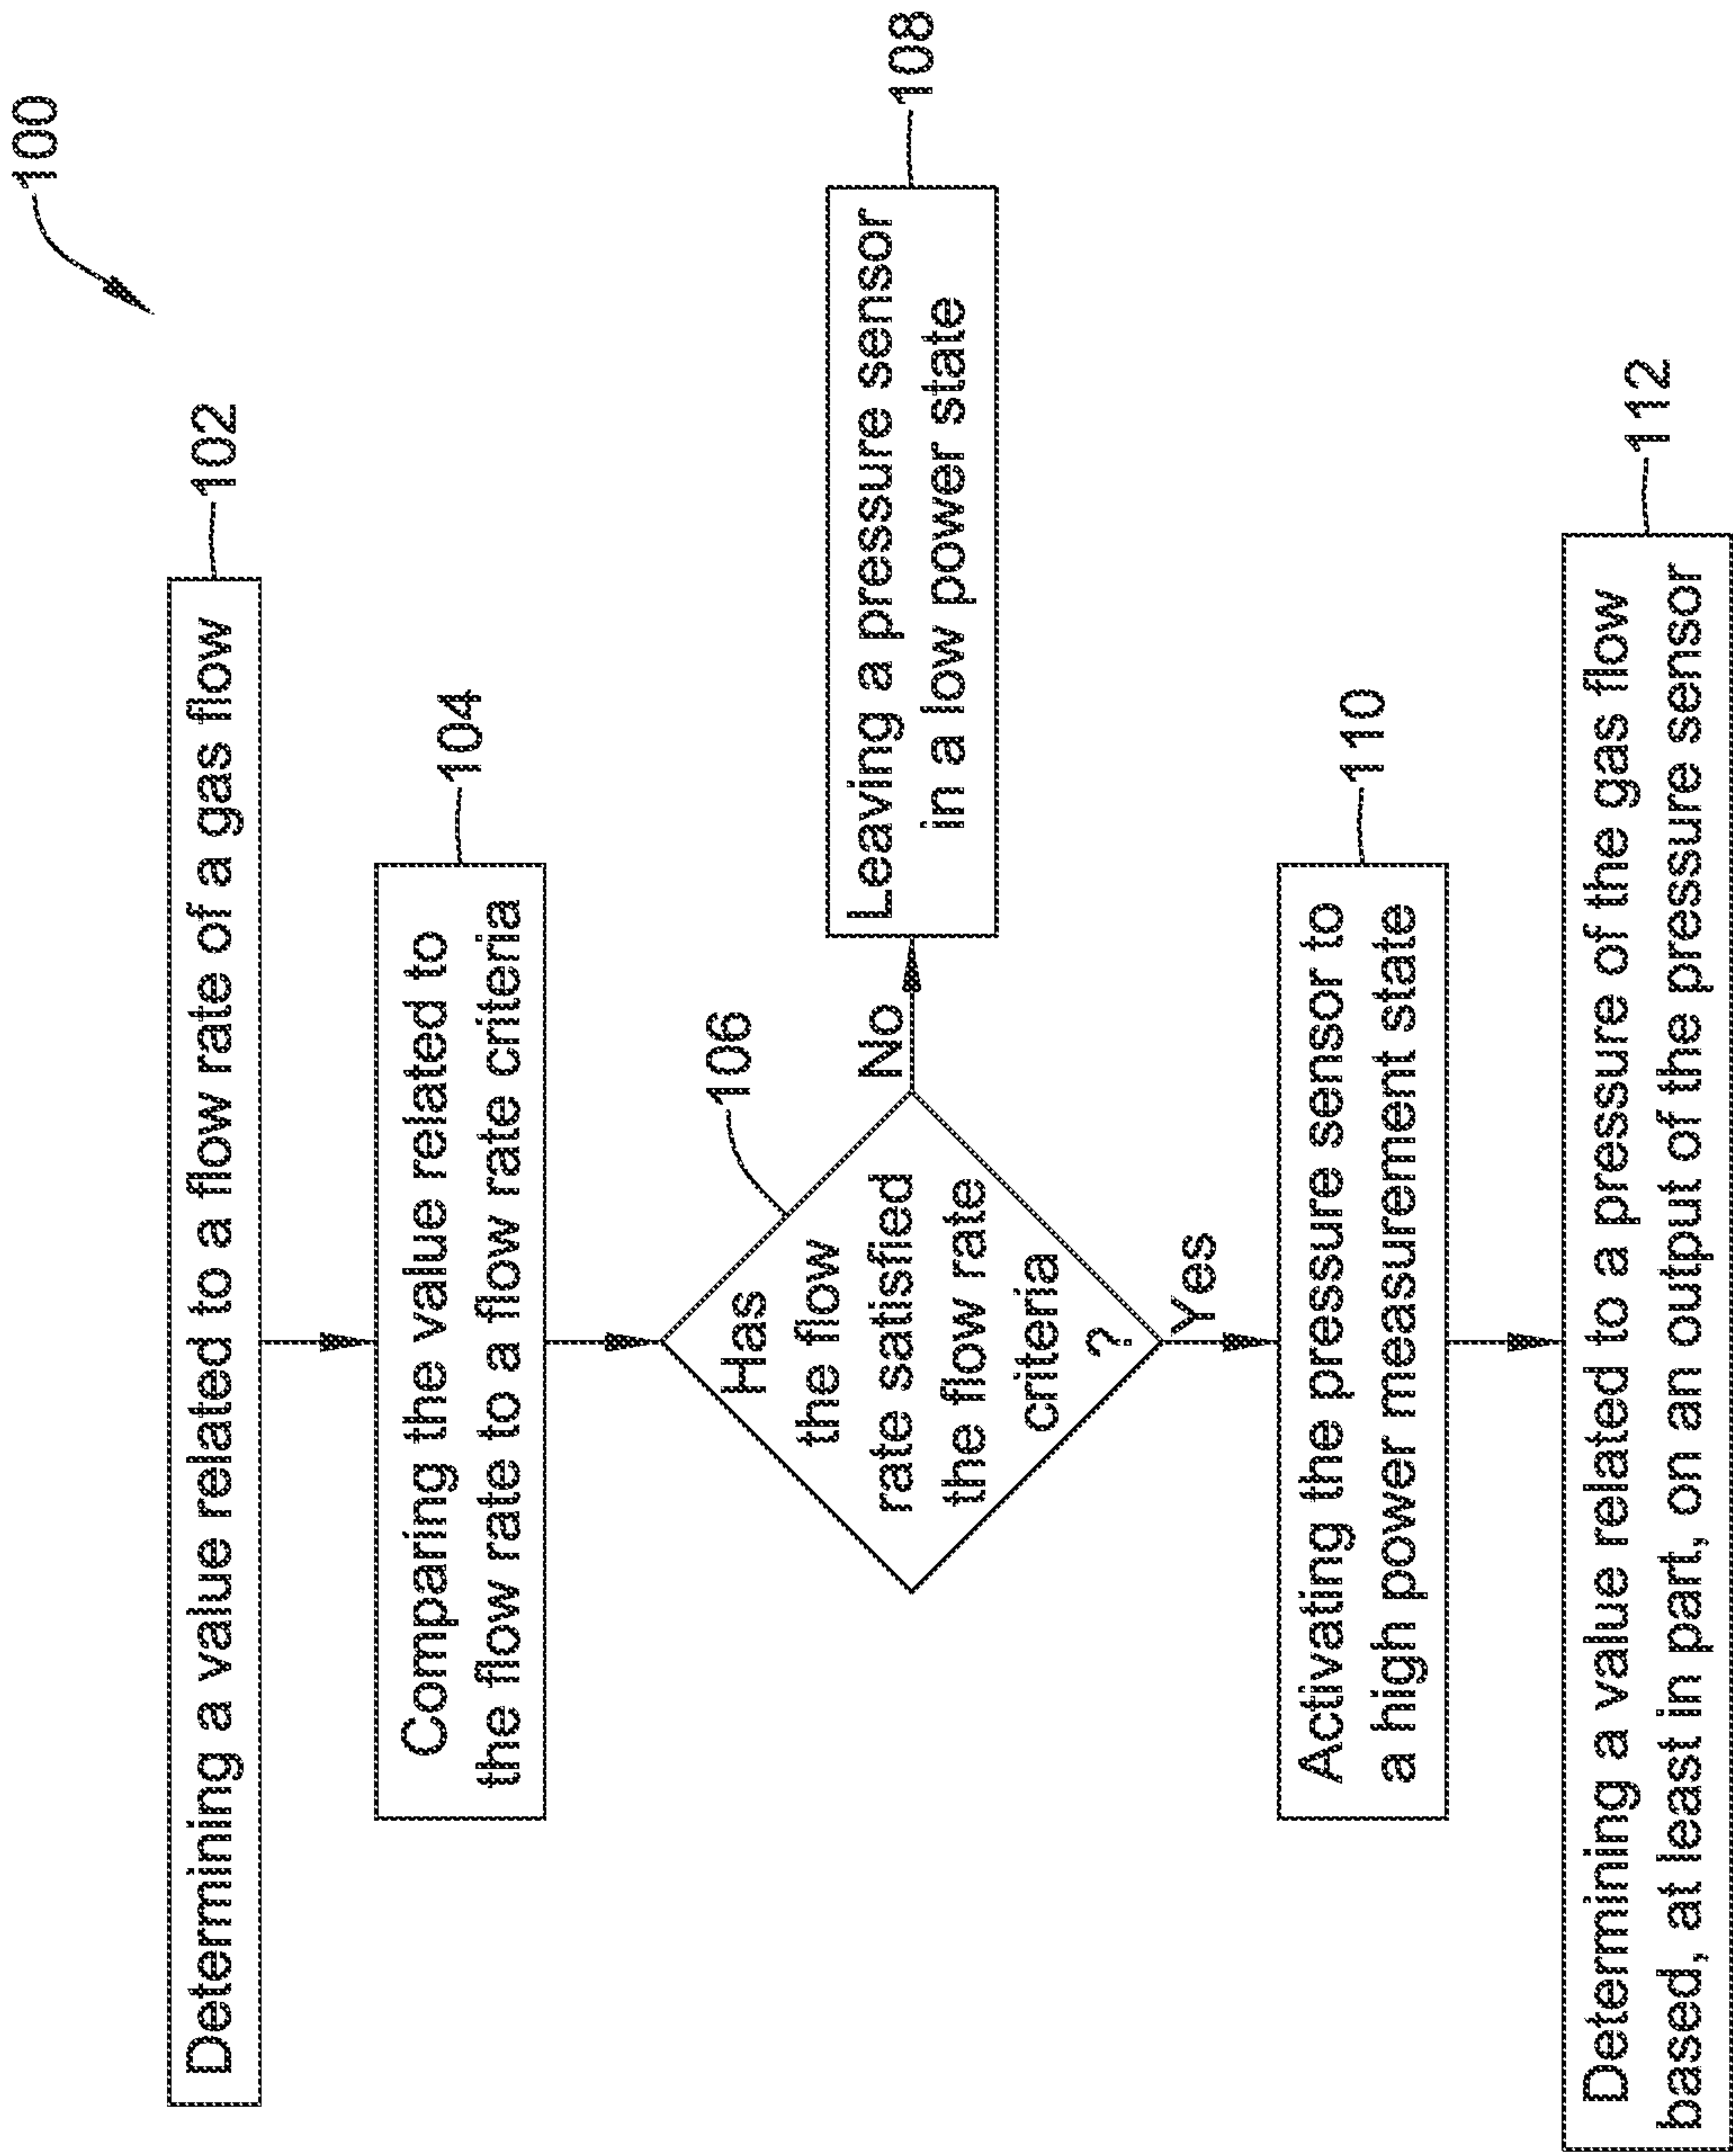 100
Determining a value related to a flow rate of a gas flow
102
Comparing the value related to
the flow rate to a flow rate criteria
104
Has
the flow
rate satisfied
the flow rate
criteria
?
106
No
Leaving a pressure sensor
in a low power state
108
Yes
Activating the pressure sensor to
a high power measurement state
110
Determining a value related to a pressure of the gas flow
based, at least in part, on an output of the pressure sensor
112